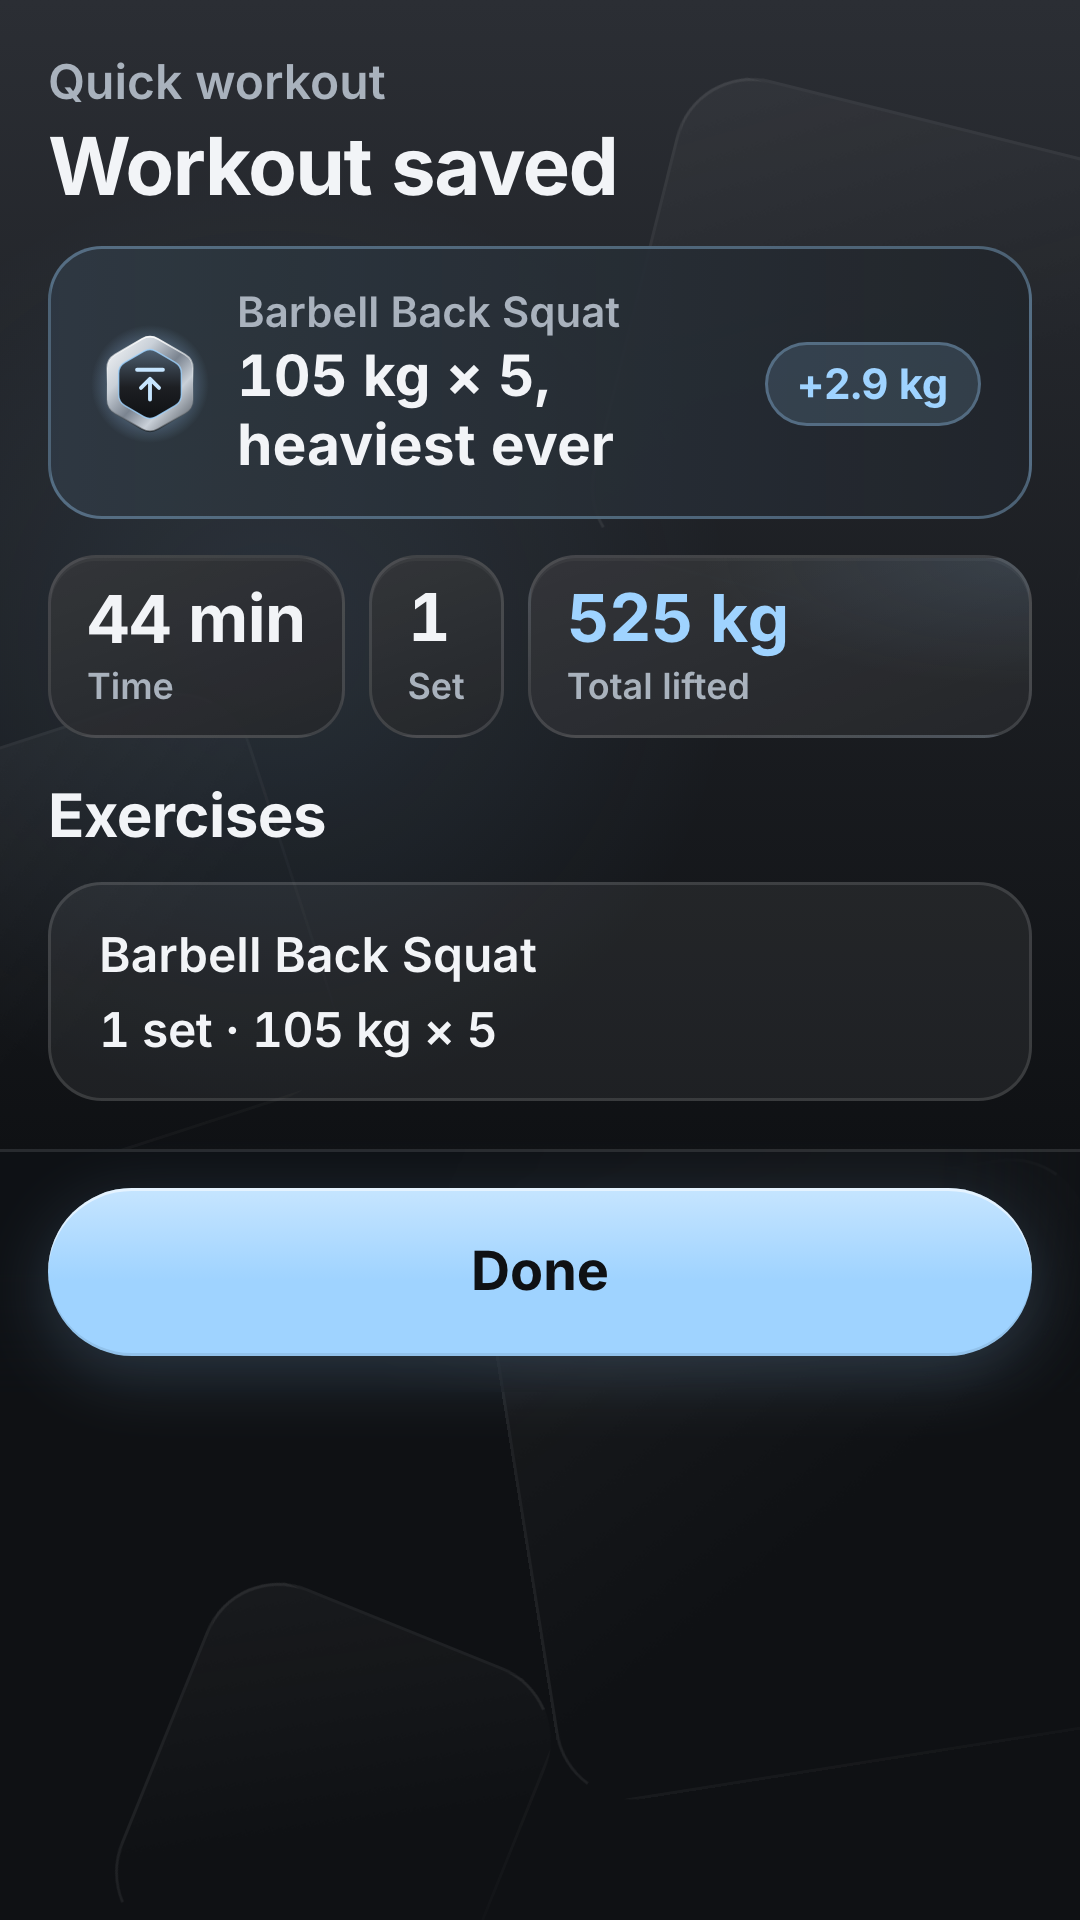 Quick workout
Workout saved
Barbell Back Squat
105 kg × 5,
heaviest ever
+2.9 kg
44 min
Time
1
Set
525 kg
Total lifted
Exercises
Barbell Back Squat
1 set · 105 kg × 5
Done